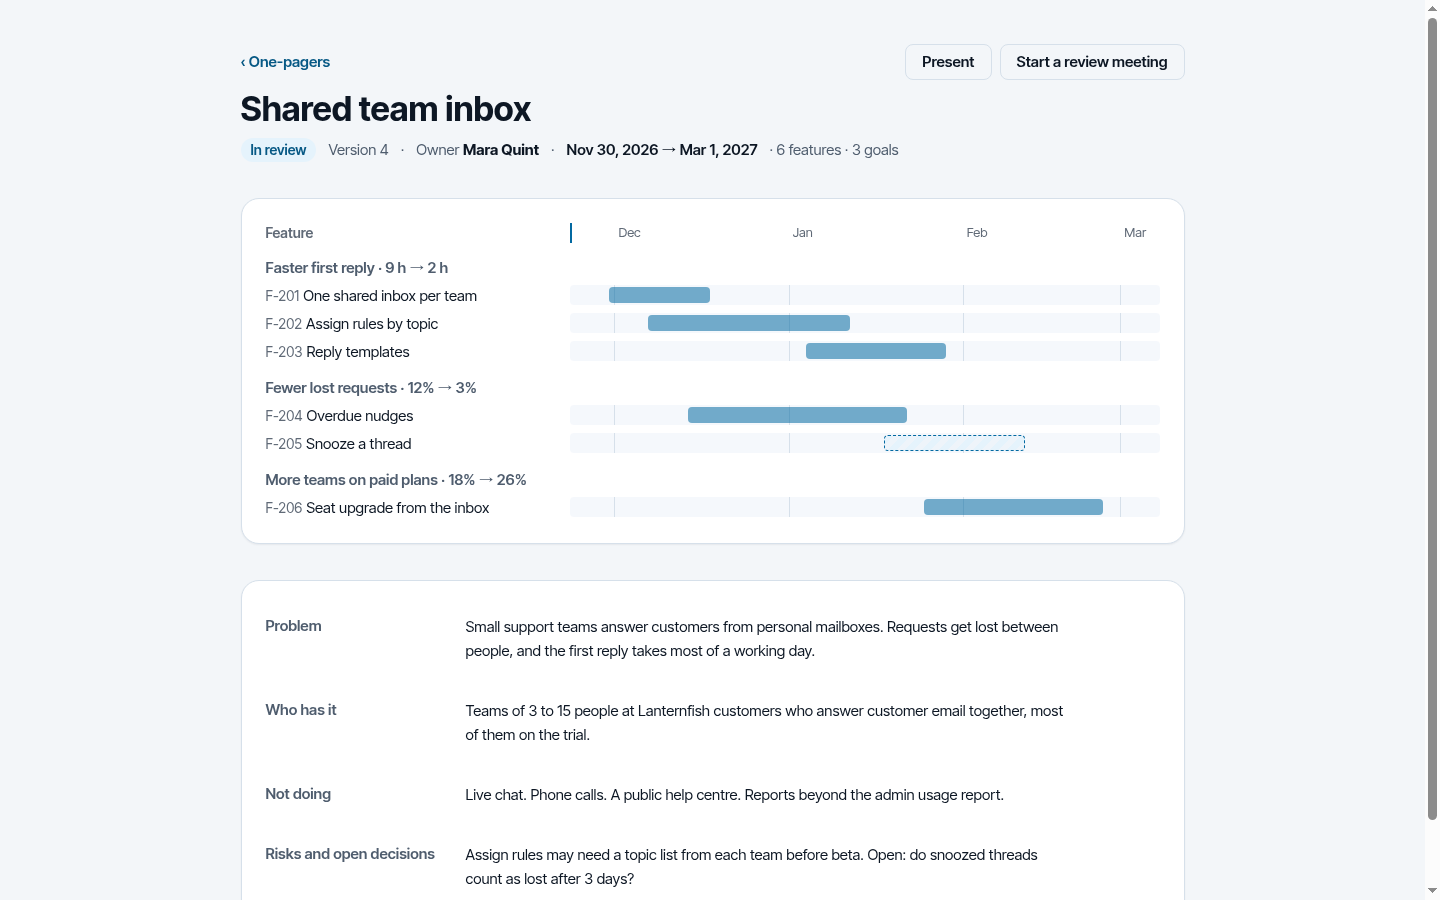 ‹ One-pagers
Present
Start a review meeting
Shared team inbox
In review Version 4 · Owner Mara Quint · Nov 30, 2026 → Mar 1, 2027 · 6 features · 3 goals
Feature Dec Jan Feb Mar
Faster first reply · 9 h → 2 h
F-201 One shared inbox per team
F-202 Assign rules by topic
F-203 Reply templates
Fewer lost requests · 12% → 3%
F-204 Overdue nudges
F-205 Snooze a thread
More teams on paid plans · 18% → 26%
F-206 Seat upgrade from the inbox
Problem
Small support teams answer customers from personal mailboxes. Requests get lost between
people, and the first reply takes most of a working day.
Who has it
Teams of 3 to 15 people at Lanternfish customers who answer customer email together, most
of them on the trial.
Not doing
Live chat. Phone calls. A public help centre. Reports beyond the admin usage report.
Risks and open decisions
Assign rules may need a topic list from each team before beta. Open: do snoozed threads
count as lost after 3 days?